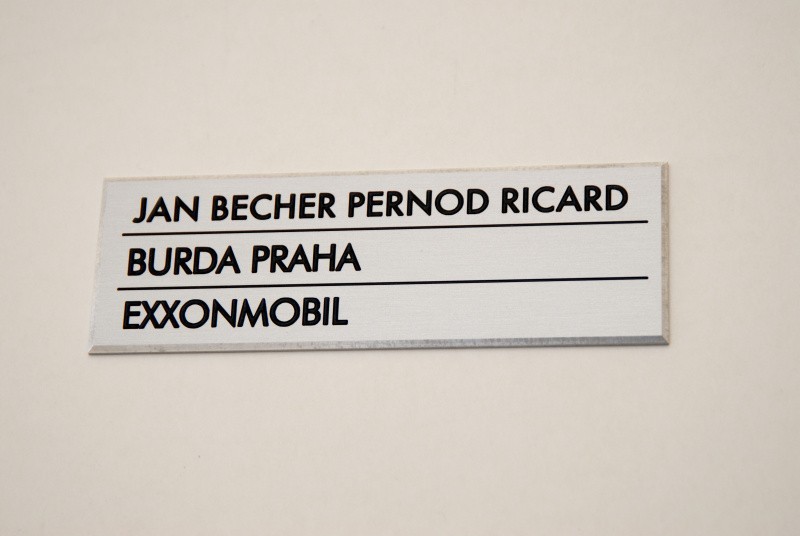 JAN BECHER PERNOD RICARD
BURDA PRAHA
EXXONMOBIL